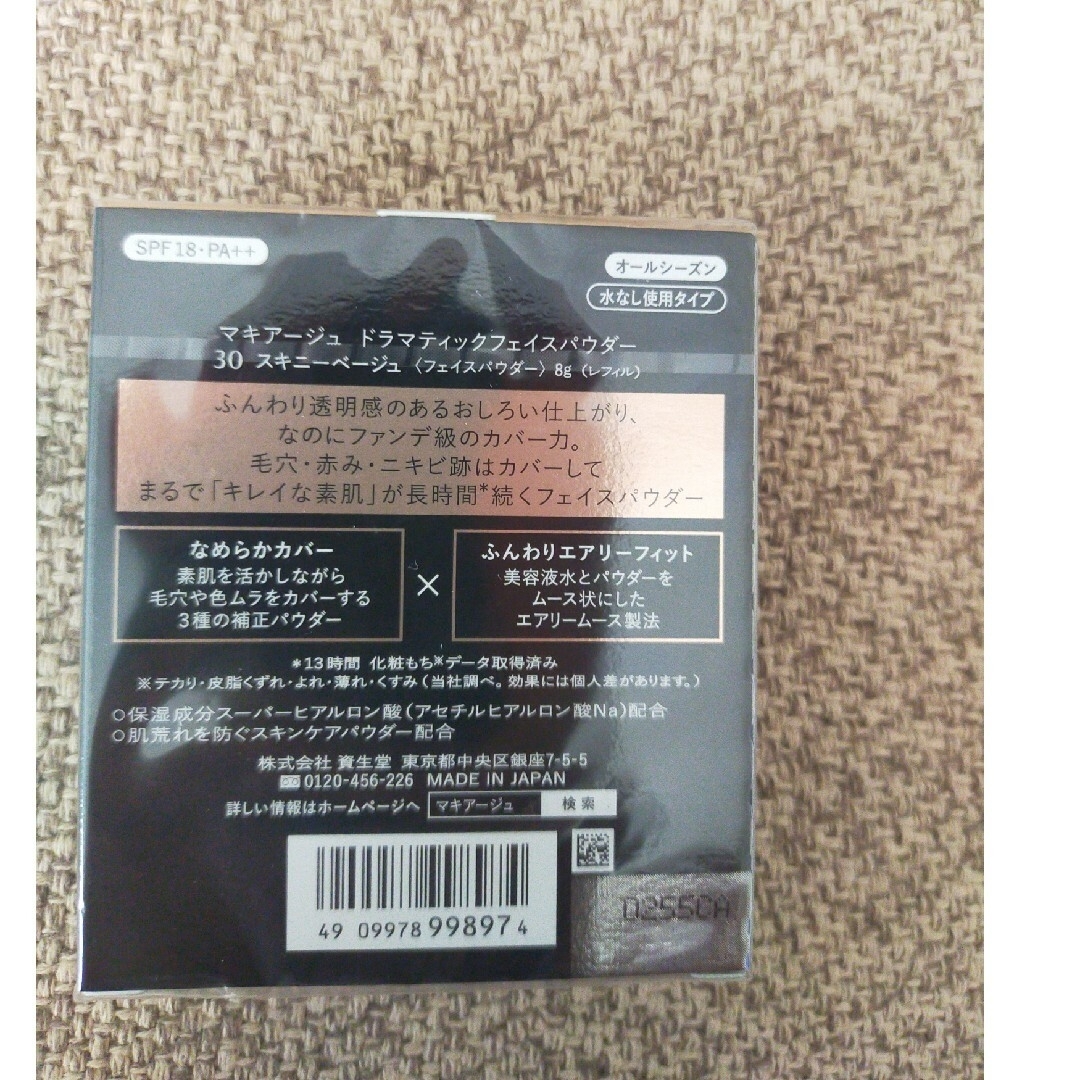 SPF18・PA++
オールシーズン
水なし使用タイプ
マキアージュ ドラマティックフェイスパウダー
30 スキニーベージュ〈フェイスパウダー〉8g（レフィル）
ふんわり透明感のあるおしろい仕上がり、
なのにファンデ級のカバー力。
毛穴・赤み・ニキビ跡はカバーして
まるで「キレイな素肌」が長時間*続くフェイスパウダー
なめらかカバー
素肌を活かしながら
毛穴や色ムラをカバーする
3種の補正パウダー
×
ふんわりエアリーフィット
美容液水とパウダーを
ムース状にした
エアリームース製法
*13時間 化粧もち※データ取得済み
※テカリ・皮脂くずれ・よれ・薄れ・くすみ（当社調べ。効果には個人差があります。）
○保湿成分スーパーヒアルロン酸（アセチルヒアルロン酸Na）配合
○肌荒れを防ぐスキンケアパウダー配合
株式会社 資生堂 東京都中央区銀座7-5-5
0120-456-226 MADE IN JAPAN
詳しい情報はホームページへ マキアージュ 検索
49 09978 998974
0255CA